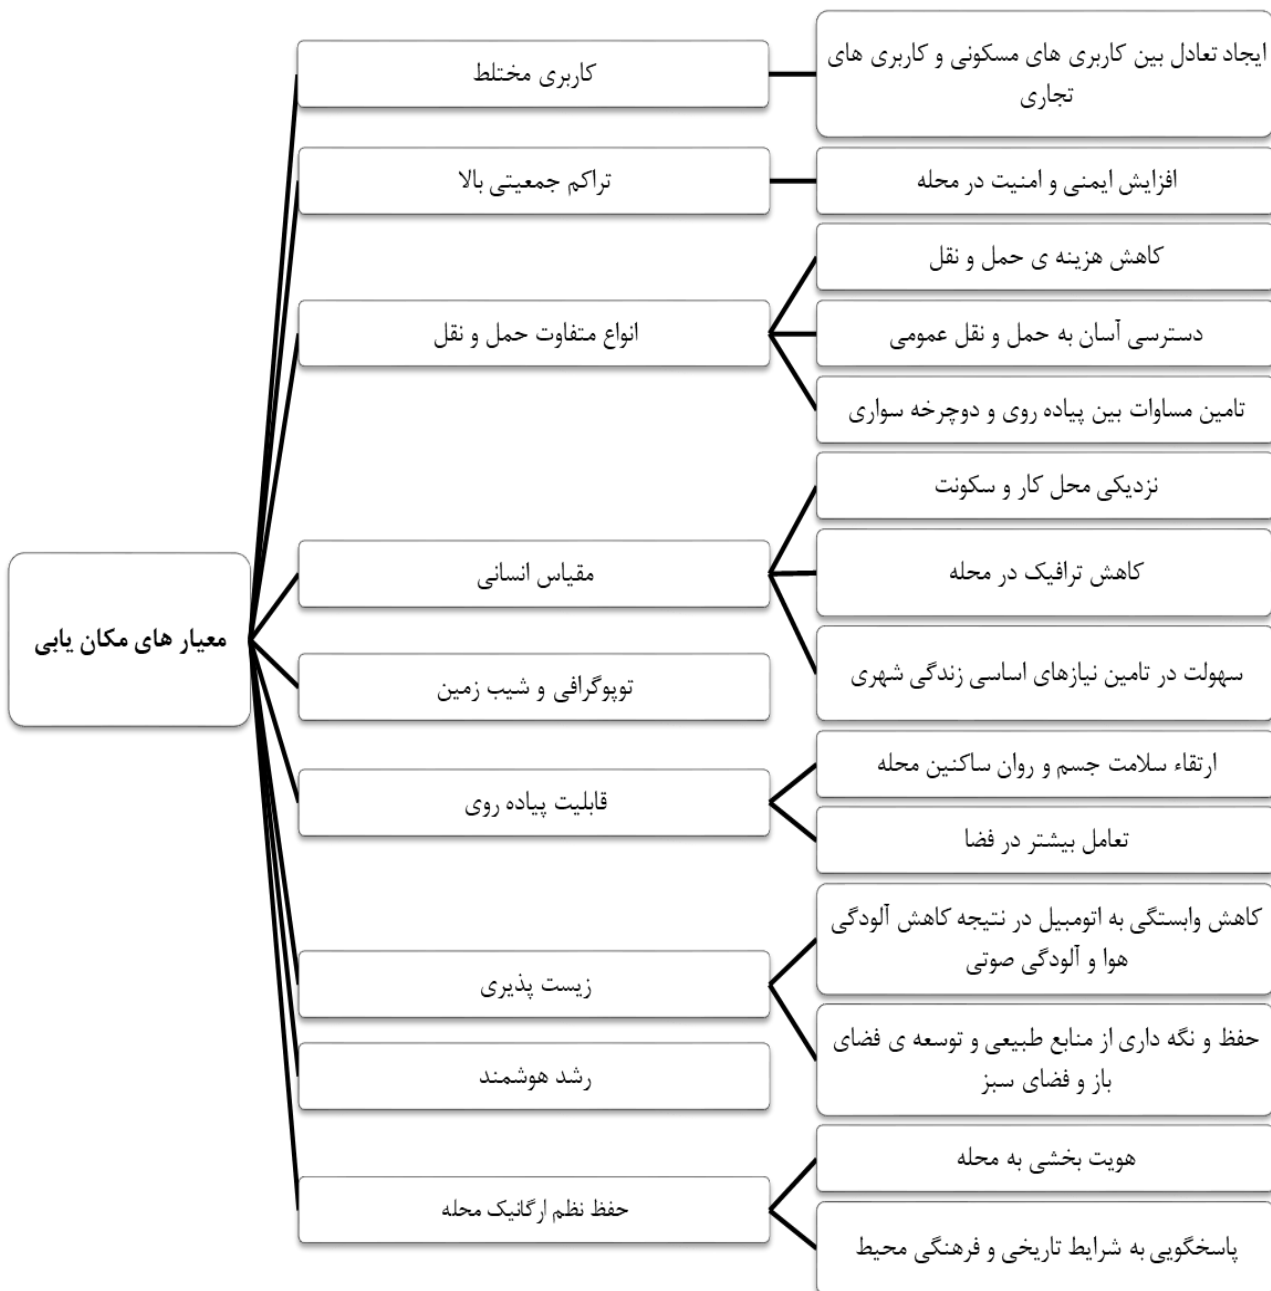 معیار های مکان یابی
کاربری مختلط
ایجاد تعادل بین کاربری های مسکونی و کاربری های
تجاری
تراکم جمعیتی بالا
افزایش ایمنی و امنیت در محله
انواع متفاوت حمل و نقل
کاهش هزینه ی حمل و نقل
دسترسی آسان به حمل و نقل عمومی
تامین مساوات بین پیاده روی و دوچرخه سواری
مقیاس انسانی
نزدیکی محل کار و سکونت
کاهش ترافیک در محله
سهولت در تامین نیازهای اساسی زندگی شهری
توپوگرافی و شیب زمین
قابلیت پیاده روی
ارتقاء سلامت جسم و روان ساکنین محله
تعامل بیشتر در فضا
زیست پذیری
کاهش وابستگی به اتومبیل در نتیجه کاهش آلودگی
هوا و آلودگی صوتی
حفظ و نگه داری از منابع طبیعی و توسعه ی فضای
باز و فضای سبز
رشد هوشمند
حفظ نظم ارگانیک محله
هویت بخشی به محله
پاسخگویی به شرایط تاریخی و فرهنگی محیط